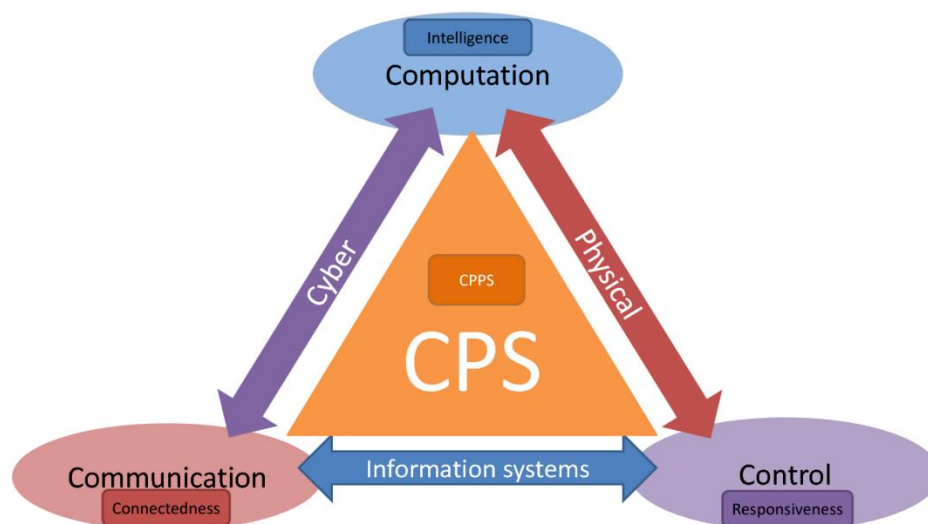 Intelligence
Computation
Cyber
Physical
CPPS
CPS
Communication
Connectedness
Information systems
Control
Responsiveness